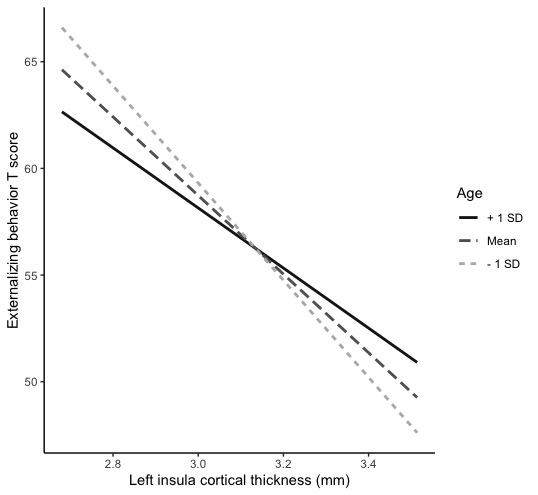 Externalizing behavior T score
65
60
55
50
2.8 3.0 3.2 3.4
Left insula cortical thickness (mm)
Age
+ 1 SD
Mean
- 1 SD